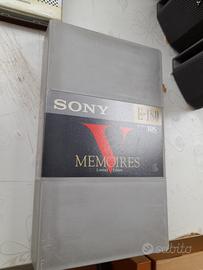 SONY
E-180
VHS
V
MEMOIRES
Limited Edition
subito